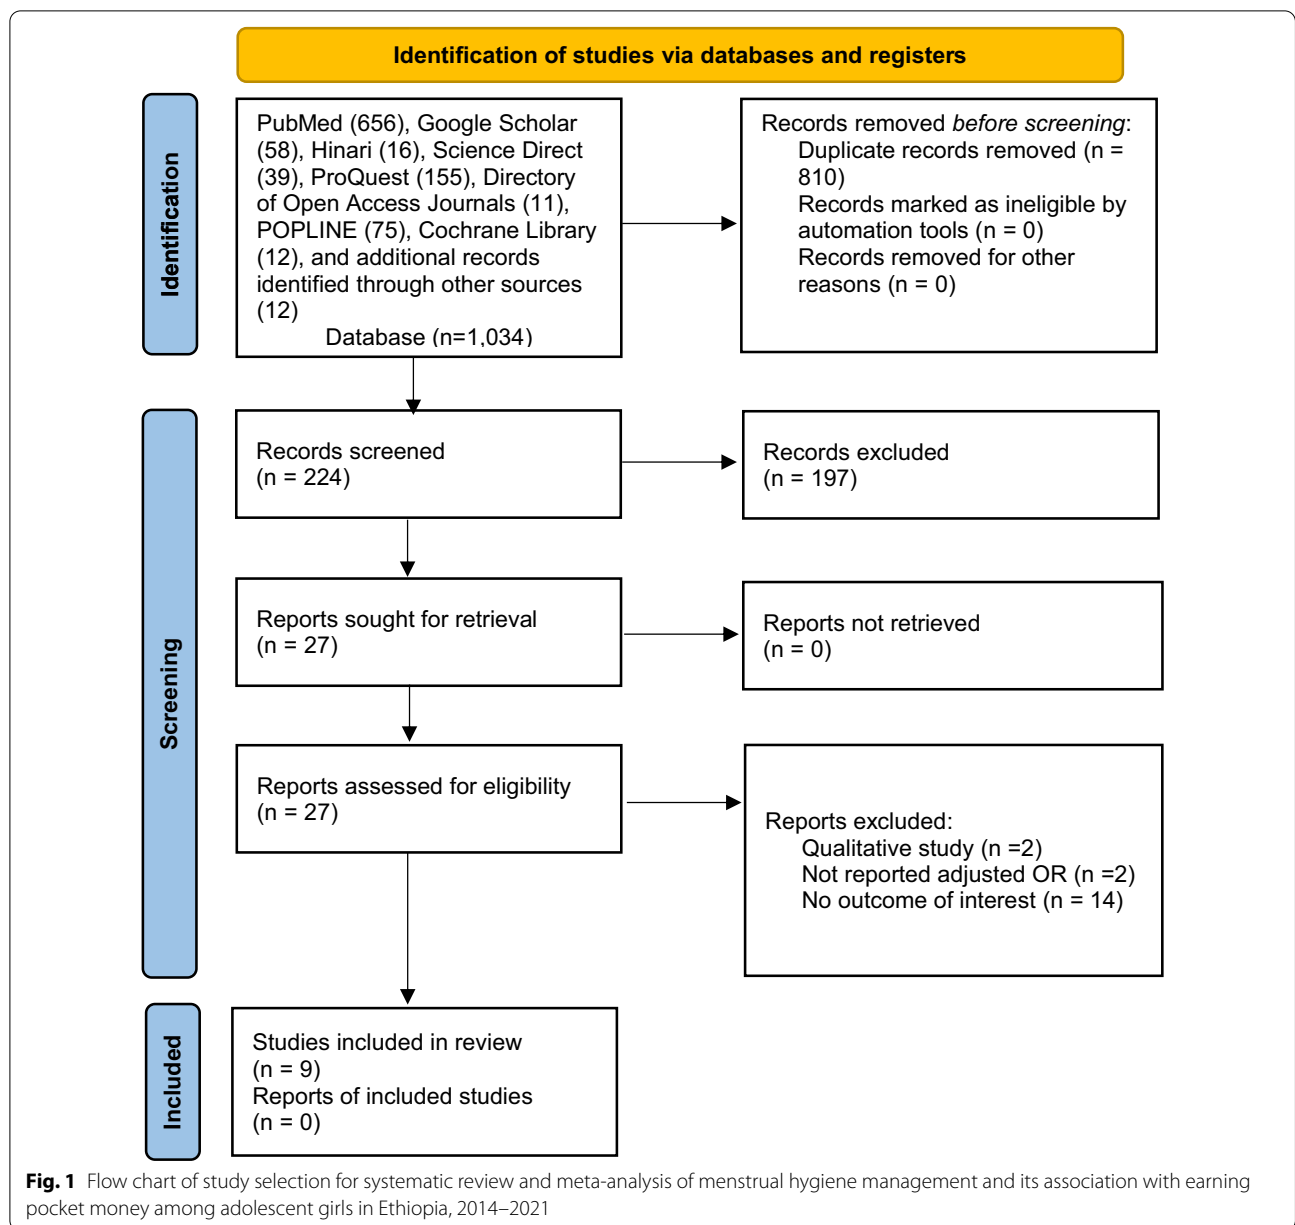 Identification of studies via databases and registers
Identification
PubMed (656), Google Scholar
(58), Hinari (16), Science Direct
(39), ProQuest (155), Directory
of Open Access Journals (11),
POPLINE (75), Cochrane Library
(12), and additional records
identified through other sources
(12)
Database (n=1,034)
Records removed before screening:
Duplicate records removed (n =
810)
Records marked as ineligible by
automation tools (n = 0)
Records removed for other
reasons (n = 0)
Screening
Records screened
(n = 224)
Records excluded
(n = 197)
Reports sought for retrieval
(n = 27)
Reports not retrieved
(n = 0)
Reports assessed for eligibility
(n = 27)
Reports excluded:
Qualitative study (n =2)
Not reported adjusted OR (n =2)
No outcome of interest (n = 14)
Included
Studies included in review
(n = 9)
Reports of included studies
(n = 0)
Fig. 1 Flow chart of study selection for systematic review and meta-analysis of menstrual hygiene management and its association with earning
pocket money among adolescent girls in Ethiopia, 2014–2021